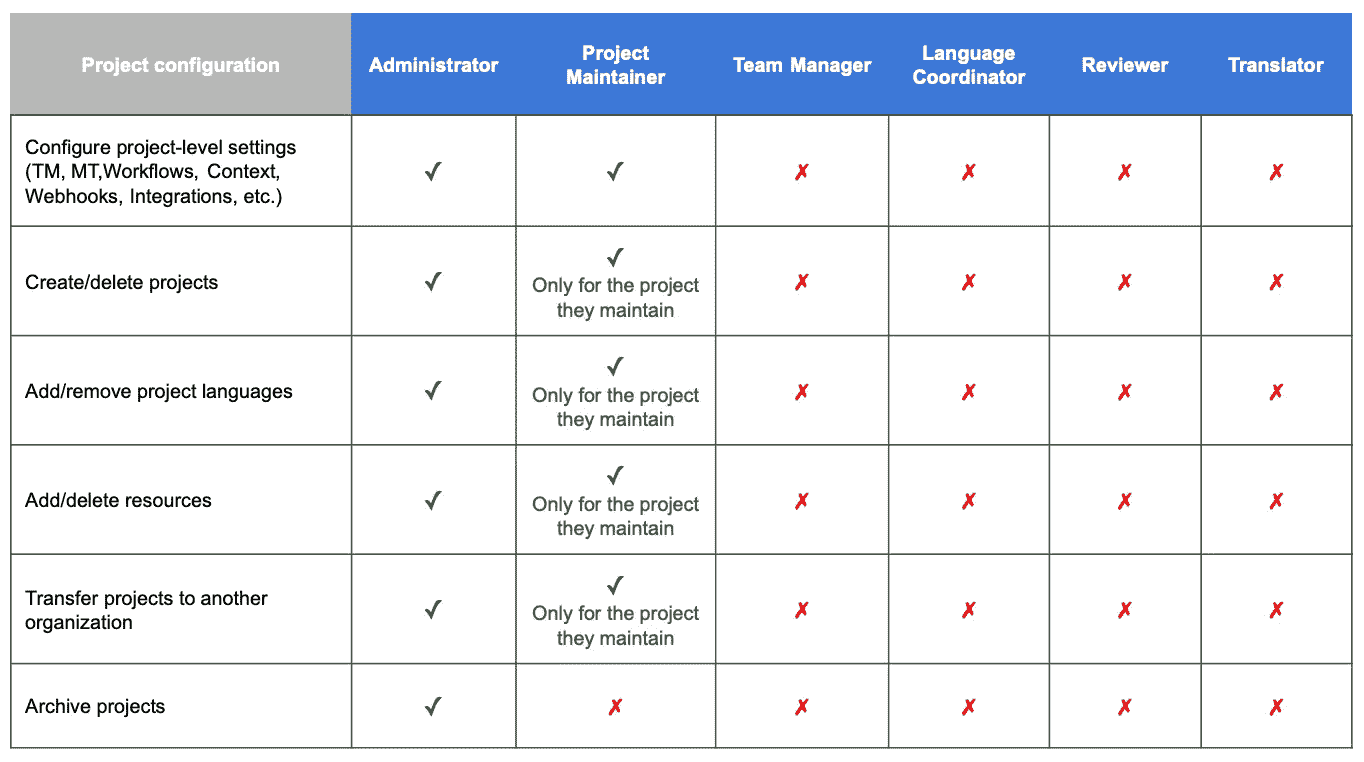 Project configuration
Administrator
Project
Maintainer
Team Manager
Language
Coordinator
Reviewer
Translator
Configure project-level settings
(TM, MT,Workflows, Context,
Webhooks, Integrations, etc.)
✓ ✓ ✗ ✗ ✗ ✗
Create/delete projects
✓ ✓ ✗ ✗ ✗ ✗
Only for the project
they maintain
Add/remove project languages
✓ ✓ ✗ ✗ ✗ ✗
Only for the project
they maintain
Add/delete resources
✓ ✓ ✗ ✗ ✗ ✗
Only for the project
they maintain
Transfer projects to another
organization
✓ ✓ ✗ ✗ ✗ ✗
Only for the project
they maintain
Archive projects
✓ ✗ ✗ ✗ ✗ ✗